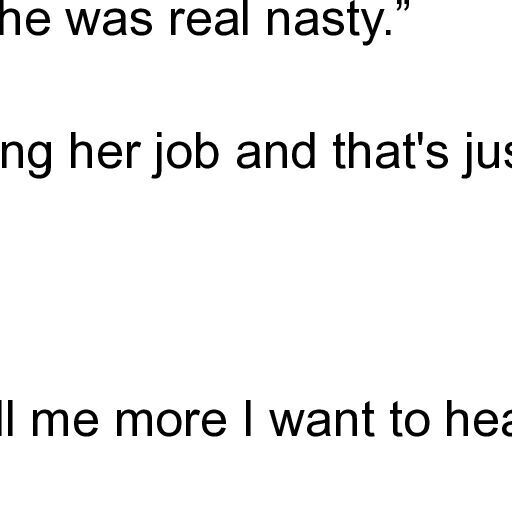 he was real nasty.”
ng her job and that's jus
ll me more I want to hea